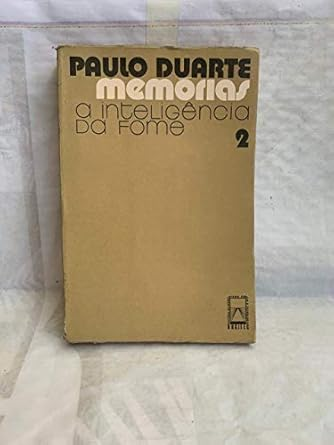 PAULO DUARTE
memórias
a inteligência
Da Fome
2